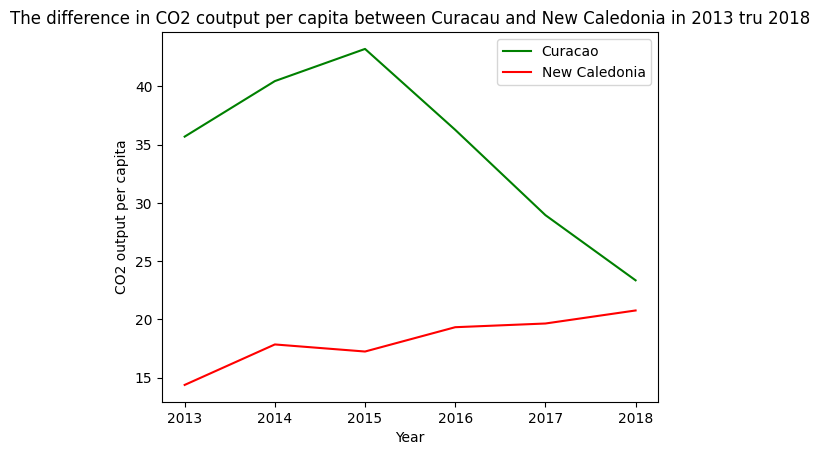 The difference in CO2 coutput per capita between Curacau and New Caledonia in 2013 tru 2018
Curacao
New Caledonia
CO2 output per capita
40
35
30
25
20
15
2013 2014 2015 2016 2017 2018
Year